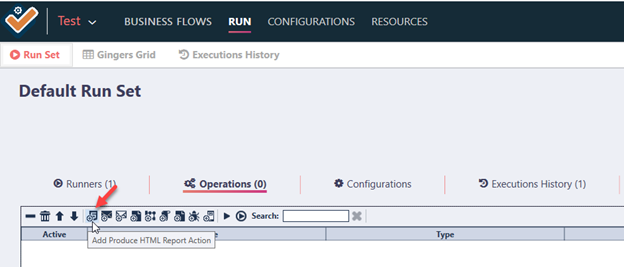 Test BUSINESS FLOWS RUN CONFIGURATIONS RESOURCES
Run Set Gingers Grid Executions History
Default Run Set
Runners (1) Operations (0) Configurations Executions History (1)
Search:
Active Type
Add Produce HTML Report Action